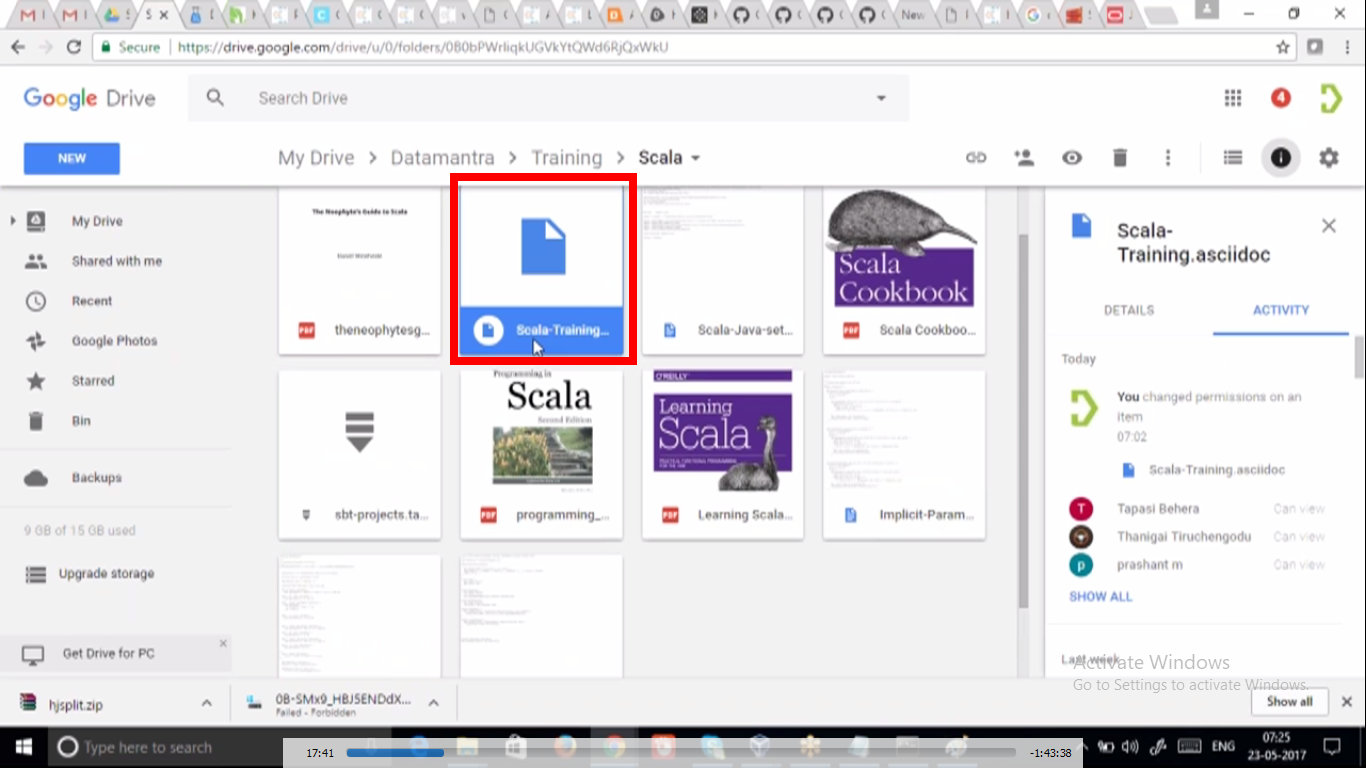 Secure https://drive.google.com/drive/u/0/folders/0B0bPWrliqkUGVkYtQWd6RjQxWkU
Google Drive
Search Drive
4
NEW
My Drive > Datamantra > Training > Scala
My Drive
Shared with me
Recent
Google Photos
Starred
Bin
Backups
9 GB of 15 GB used
Upgrade storage
Get Drive for PC
The Neophyte's Guide to Scala
PDF theneophytesg...
Scala-Training...
Scala-Java-set...
Scala
Cookbook
PDF Scala Cookboo...
sbt-projects.ta...
Programming in
Scala
Second Edition
PDF programming_...
O'REILLY
Learning
Scala
PDF Learning Scala...
Implicit-Param...
Scala-
Training.asciidoc
DETAILS
ACTIVITY
Today
You changed permissions on an
item
07:02
Scala-Training.asciidoc
T Tapasi Behera Can view
Thanigai Tiruchengodu Can view
P prashant m Can view
SHOW ALL
Last week
Activate Windows
Go to Settings to activate Windows.
hjsplit.zip
0B-SMx9_HBJ5ENDdX...
Failed - Forbidden
Show all
Type here to search
17:41
-1:43:38
ENG
07:25
23-05-2017